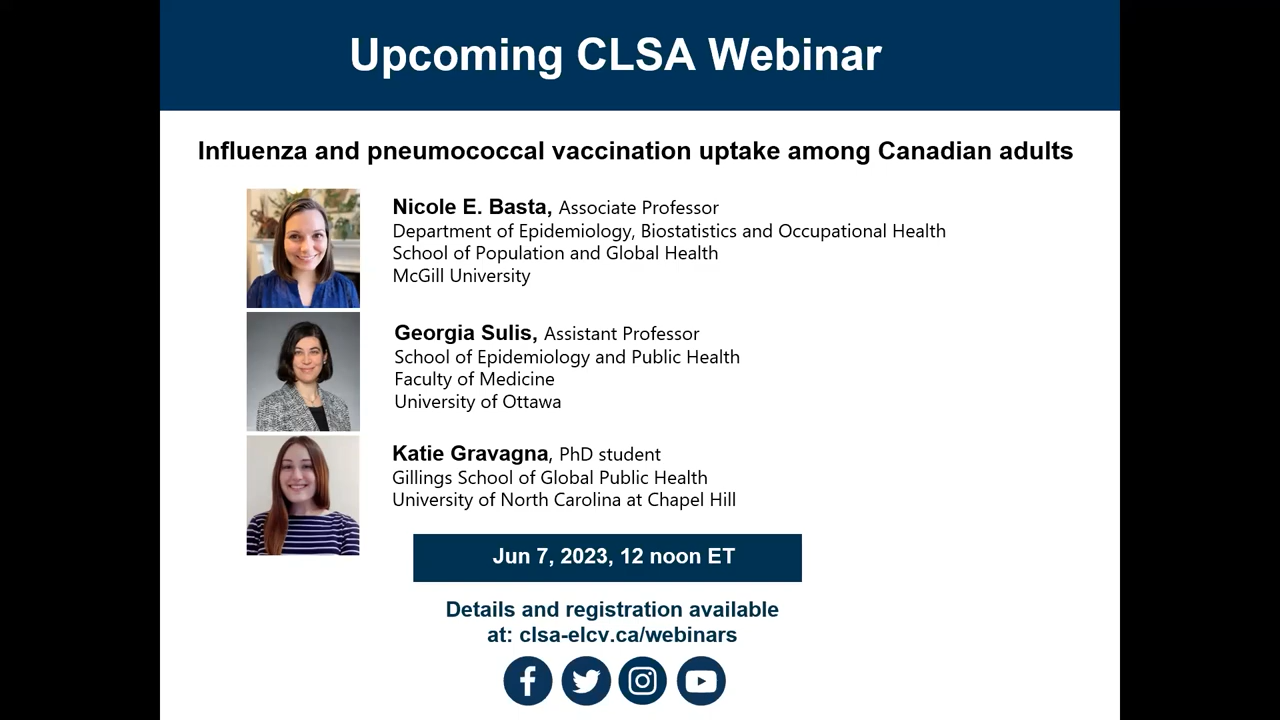 Upcoming CLSA Webinar
Influenza and pneumococcal vaccination uptake among Canadian adults
Nicole E. Basta, Associate Professor
Department of Epidemiology, Biostatistics and Occupational Health
School of Population and Global Health
McGill University
Georgia Sulis, Assistant Professor
School of Epidemiology and Public Health
Faculty of Medicine
University of Ottawa
Katie Gravagna, PhD student
Gillings School of Global Public Health
University of North Carolina at Chapel Hill
Jun 7, 2023, 12 noon ET
Details and registration available
at: clsa-elcv.ca/webinars